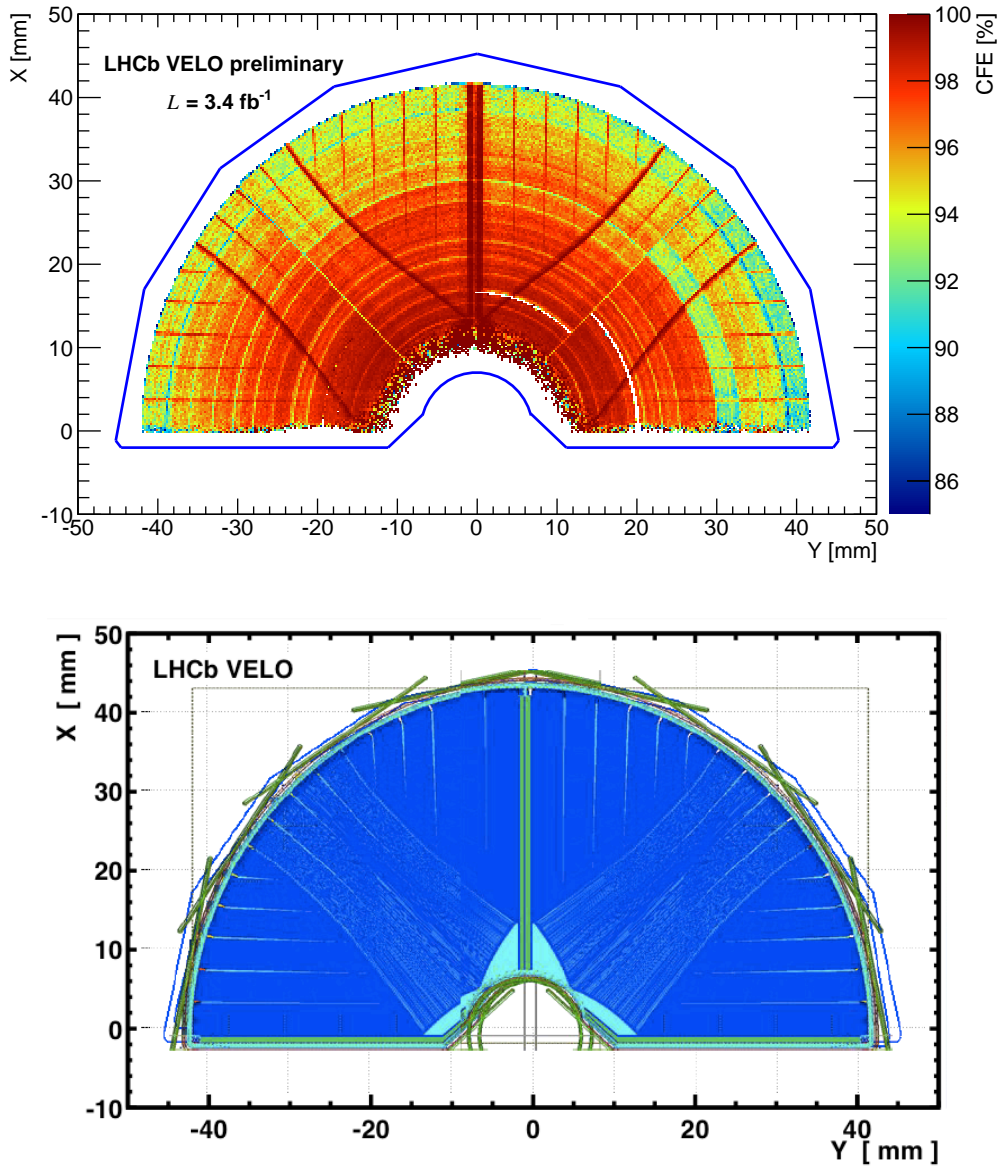 X [mm]
50
40
30
20
10
0
-10
LHCb VELO preliminary
L = 3.4 fb-1
-50 -40 -30 -20 -10 0 10 20 30 40 50
Y [mm]
CFE [%]
100
98
96
94
92
90
88
86
X [ mm ]
50
40
30
20
10
0
-10
LHCb VELO
-40 -20 0 20 40
Y [ mm ]